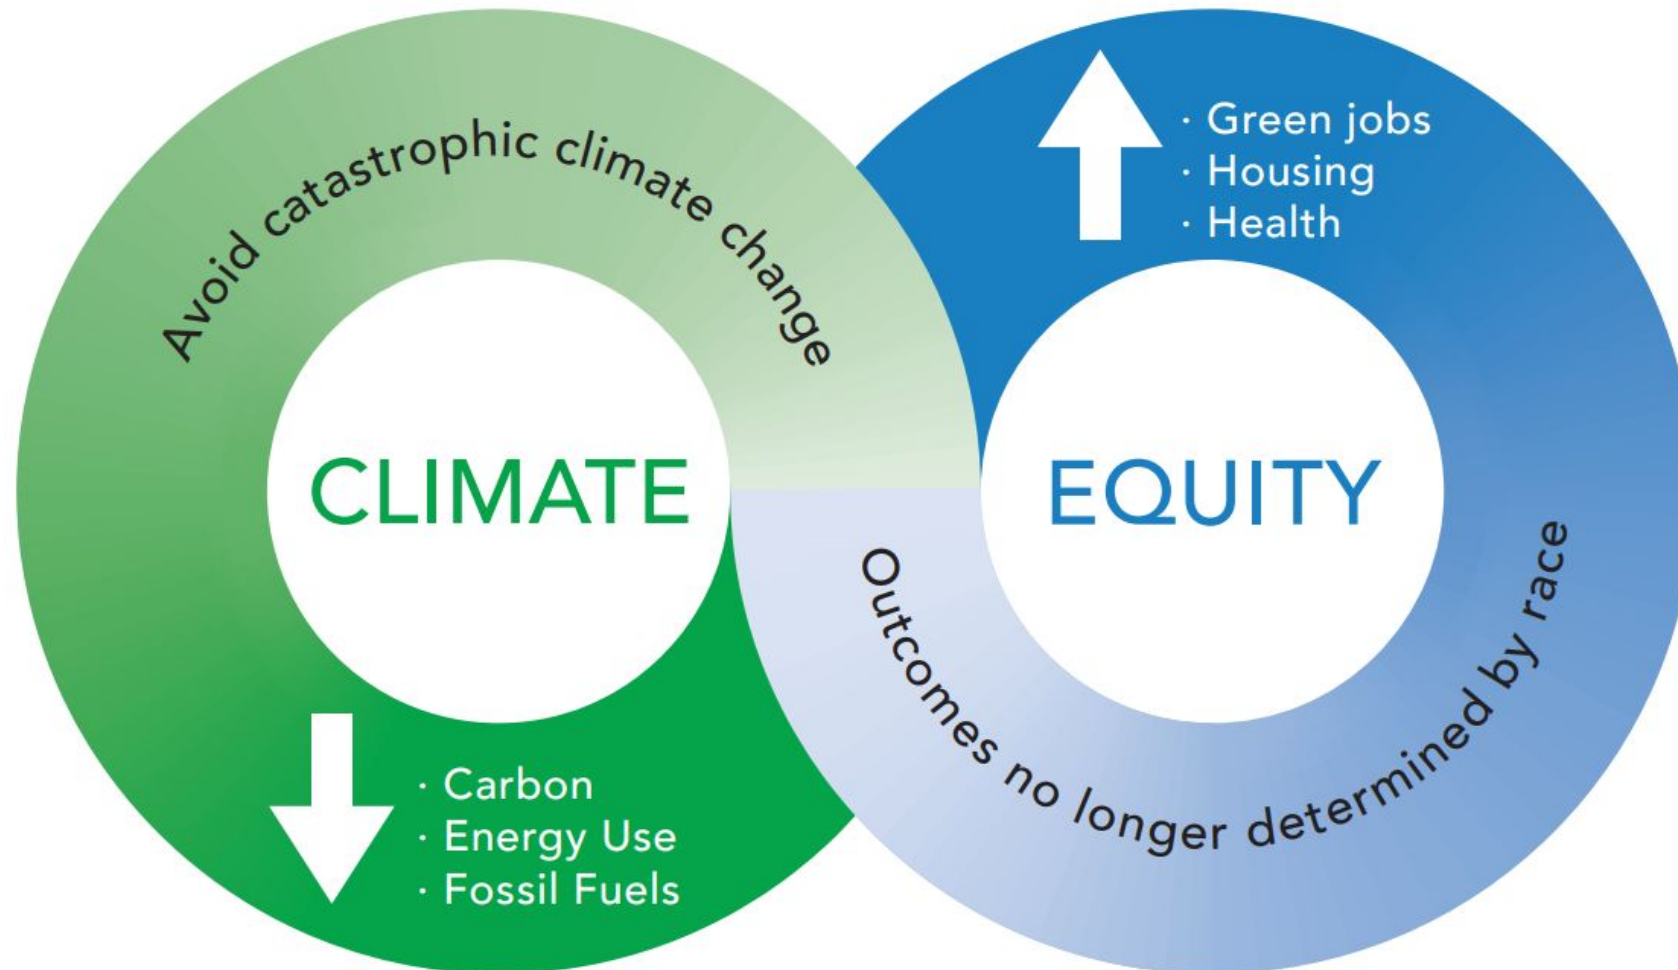 Avoid catastrophic climate change
CLIMATE
· Carbon
· Energy Use
· Fossil Fuels
· Green jobs
· Housing
· Health
EQUITY
Outcomes no longer determined by race